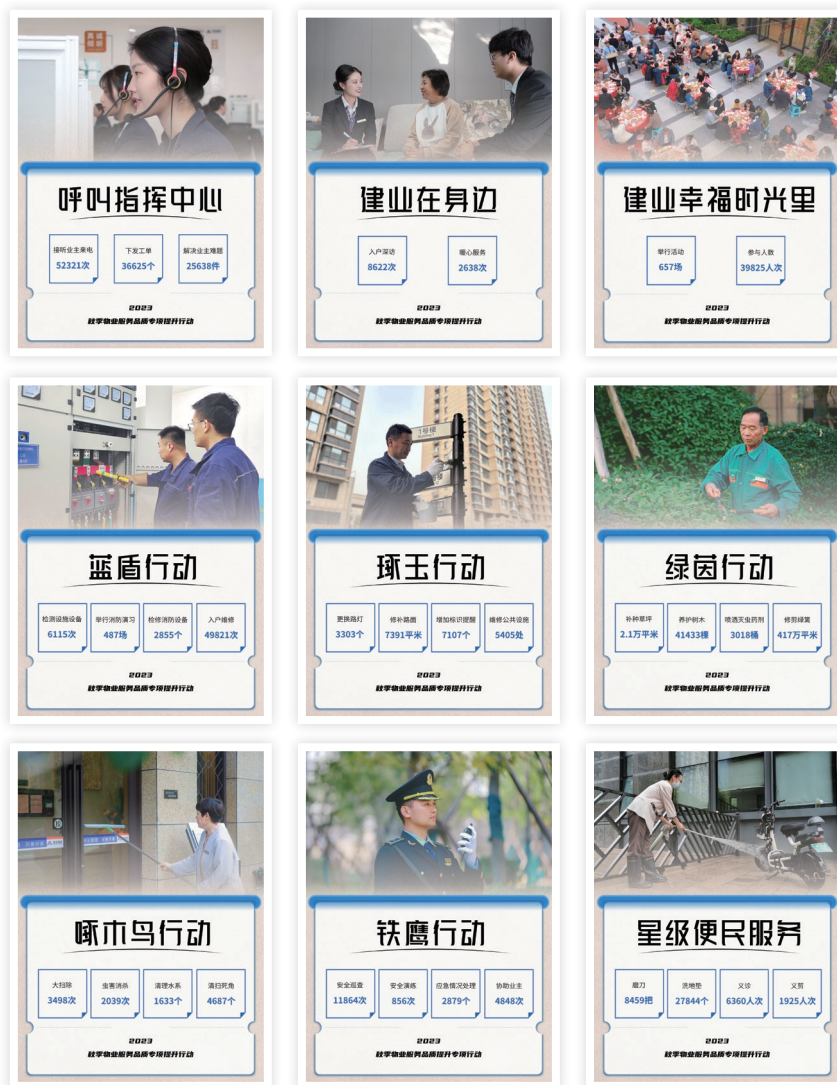 呼叫指挥中心
接听业主来电 下发工单 解决业主难题
52321次 36625个 25638件
2023
秋季物业服务品质专项提升行动
建业在身边
入户深访 暖心服务
8622次 2638次
2023
秋季物业服务品质专项提升行动
建业幸福时光里
举行活动 参与人数
657场 39825人次
2023
秋季物业服务品质专项提升行动
蓝盾行动
检测设施设备 举行消防演习 检修消防设备 入户维修
6115次 487场 2855个 49821次
2023
秋季物业服务品质专项提升行动
1号楼
琢玉行动
更换路灯 修补路面 增加标识提醒 维修公共设施
3303个 7391平米 7107个 5405处
2023
秋季物业服务品质专项提升行动
绿茵行动
补种草坪 养护树木 喷洒灭虫药剂 修剪绿篱
2.1万平米 41433棵 3018桶 417万平米
2023
秋季物业服务品质专项提升行动
啄木鸟行动
大扫除 虫害消杀 清理水系 清扫死角
3498次 2039次 1633个 4687个
2023
秋季物业服务品质专项提升行动
铁鹰行动
安全巡查 安全演练 应急情况处理 协助业主
11864次 856次 2879个 4848次
2023
秋季物业服务品质专项提升行动
星级便民服务
磨刀 洗地垫 义诊 义剪
8459把 27844个 6360人次 1925人次
2023
秋季物业服务品质专项提升行动